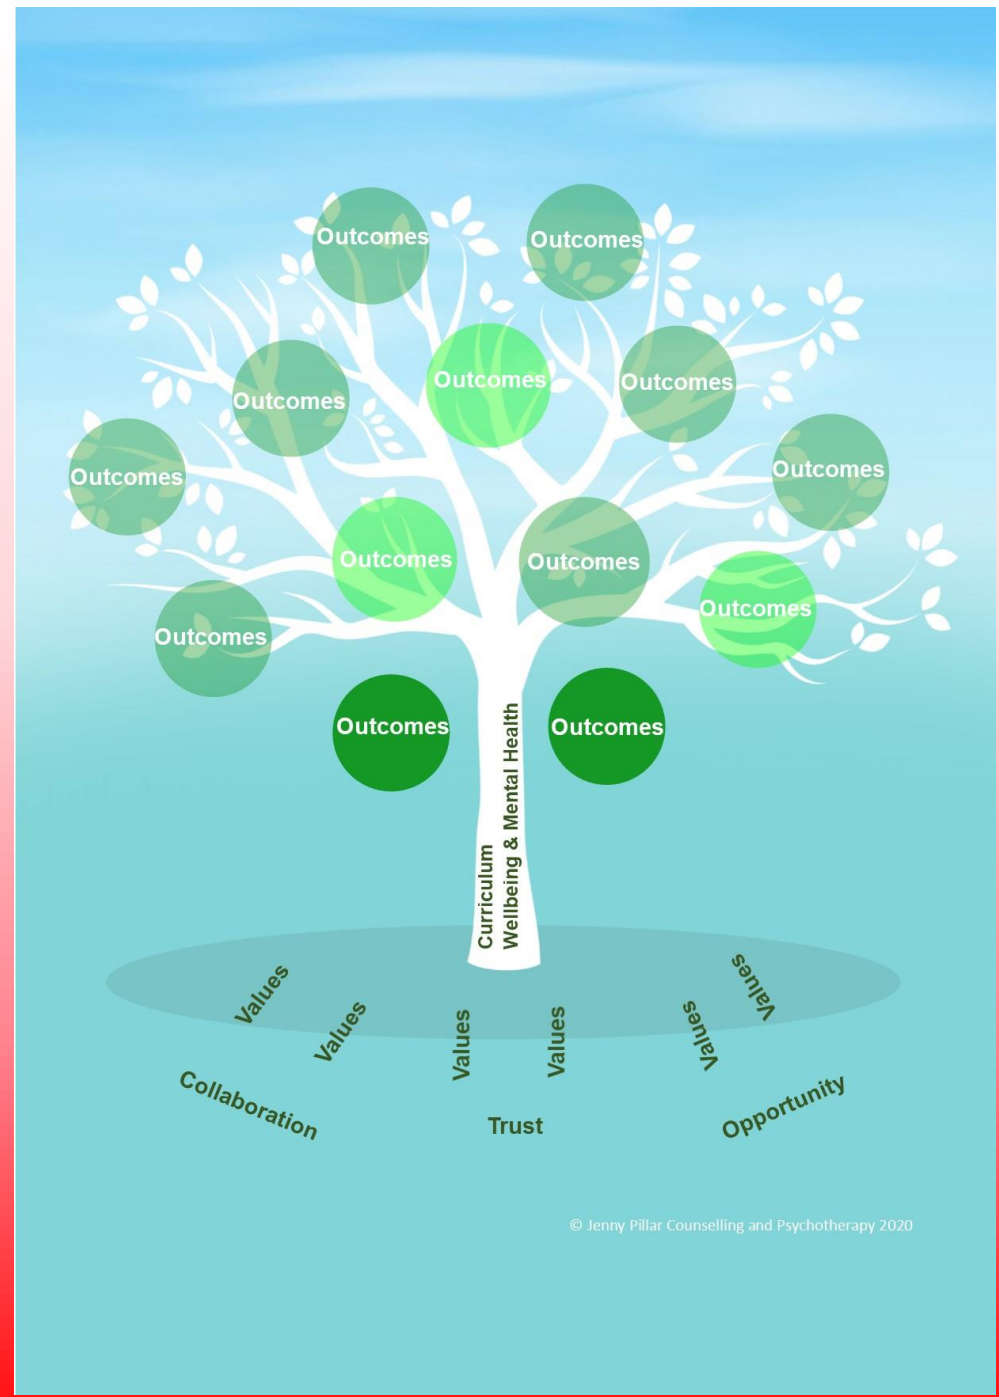 Outcomes
Outcomes
Outcomes
Outcomes
Outcomes
Outcomes
Outcomes
Outcomes
Outcomes
Outcomes
Outcomes
Outcomes
Outcomes
Curriculum
Wellbeing & Mental Health
Values
Values
Values
Values
Values
Values
Collaboration
Trust
Opportunity
© Jenny Pillar Counselling and Psychotherapy 2020